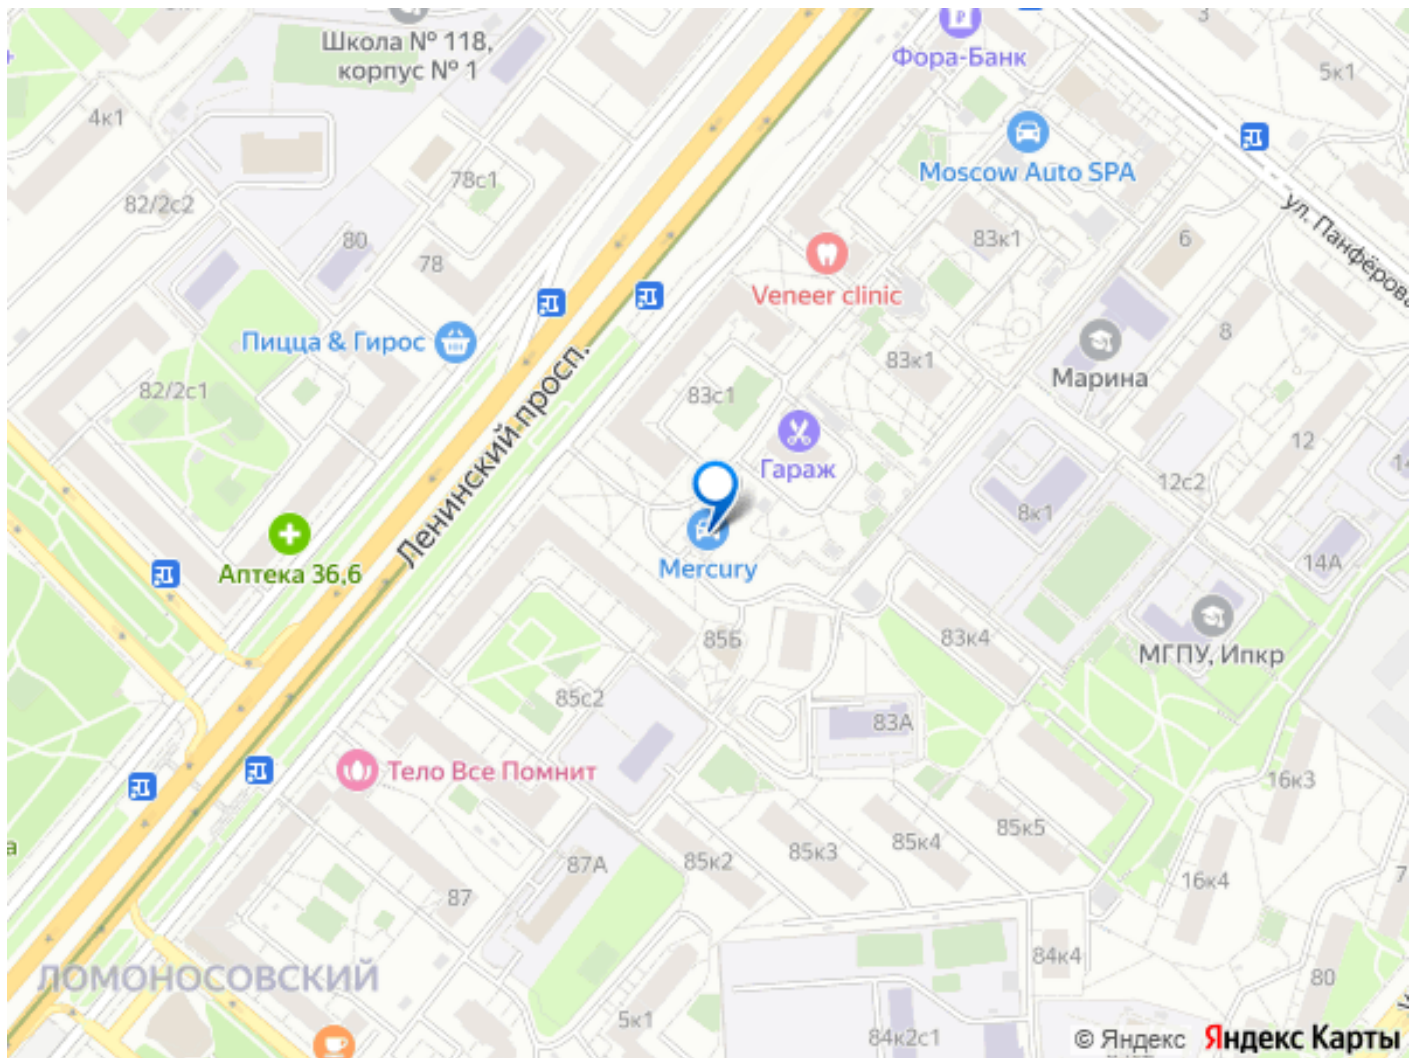 Школа № 118,
корпус № 1
Фора-Банк
3
5к1
4к1
Moscow Auto SPA
78с1
82/2с2
ул. Панфёрова
80
83к1
6
78
Veneer clinic
Пицца & Гирос
8
Ленинский просп.
83к1
Марина
82/2с1
83с1
12
Гараж
12с2
8к1
Mercury
14А
Аптека 36,6
85Б
83к4
МГПУ, Ипкр
85с2
83А
Тело Все Помнит
16к3
85к5
85к4
85к3
85к2
87А
16к4
87
84к4
ЛОМОНОСОВСКИЙ
80
5к1
84к2с1
© Яндекс Яндекс Карты